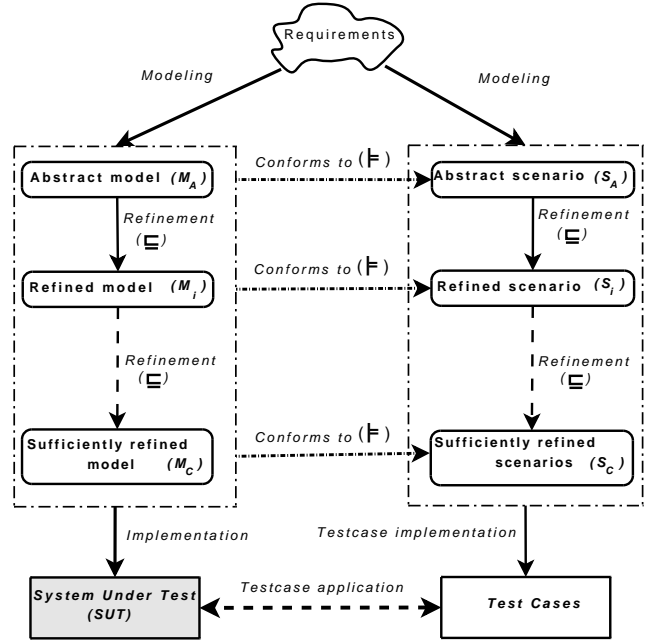 Requirements
Modeling
Modeling
Abstract model (M_A)
Conforms to (⊨)
Abstract scenario (S_A)
Refinement
(⊑)
Refinement
(⊑)
Refined model (M_i)
Conforms to (⊨)
Refined scenario (S_i)
Refinement
(⊑)
Refinement
(⊑)
Sufficiently refined
model (M_C)
Conforms to (⊨)
Sufficiently refined
scenarios (S_C)
Implementation
Testcase implementation
System Under Test
(SUT)
Testcase application
Test Cases